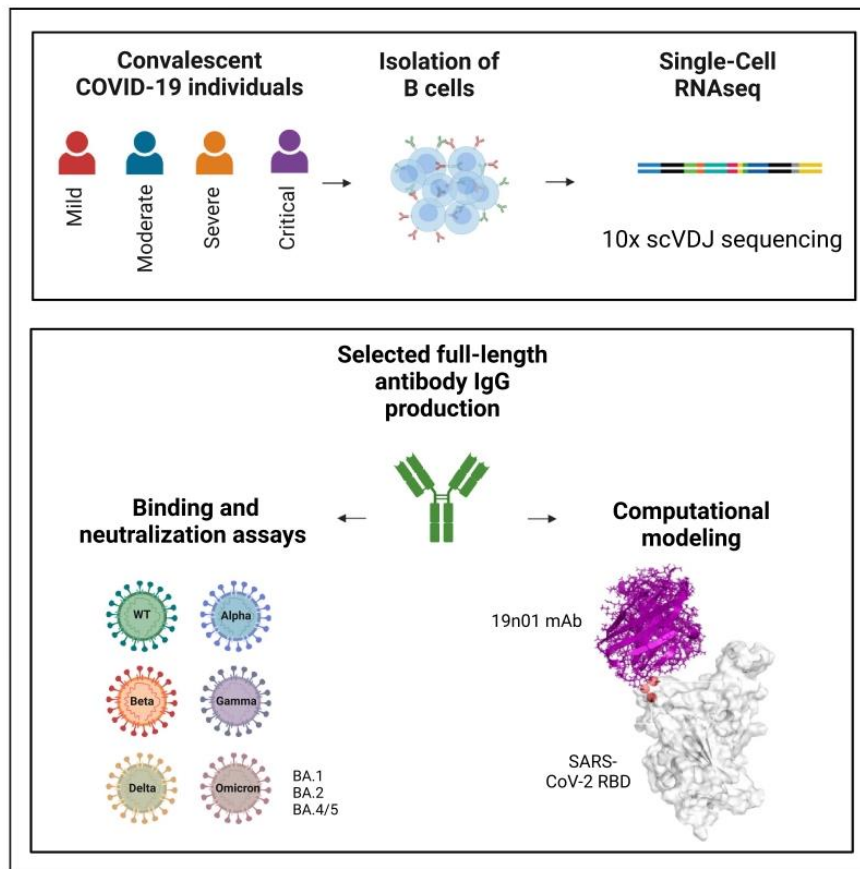 Convalescent
COVID-19 individuals
Mild
Moderate
Severe
Critical
Isolation of
B cells
Single-Cell
RNAseq
10x scVDJ sequencing
Selected full-length
antibody IgG
production
Binding and
neutralization assays
WT
Alpha
Beta
Gamma
Delta
Omicron
BA.1
BA.2
BA.4/5
Computational
modeling
19n01 mAb
SARS-
CoV-2 RBD